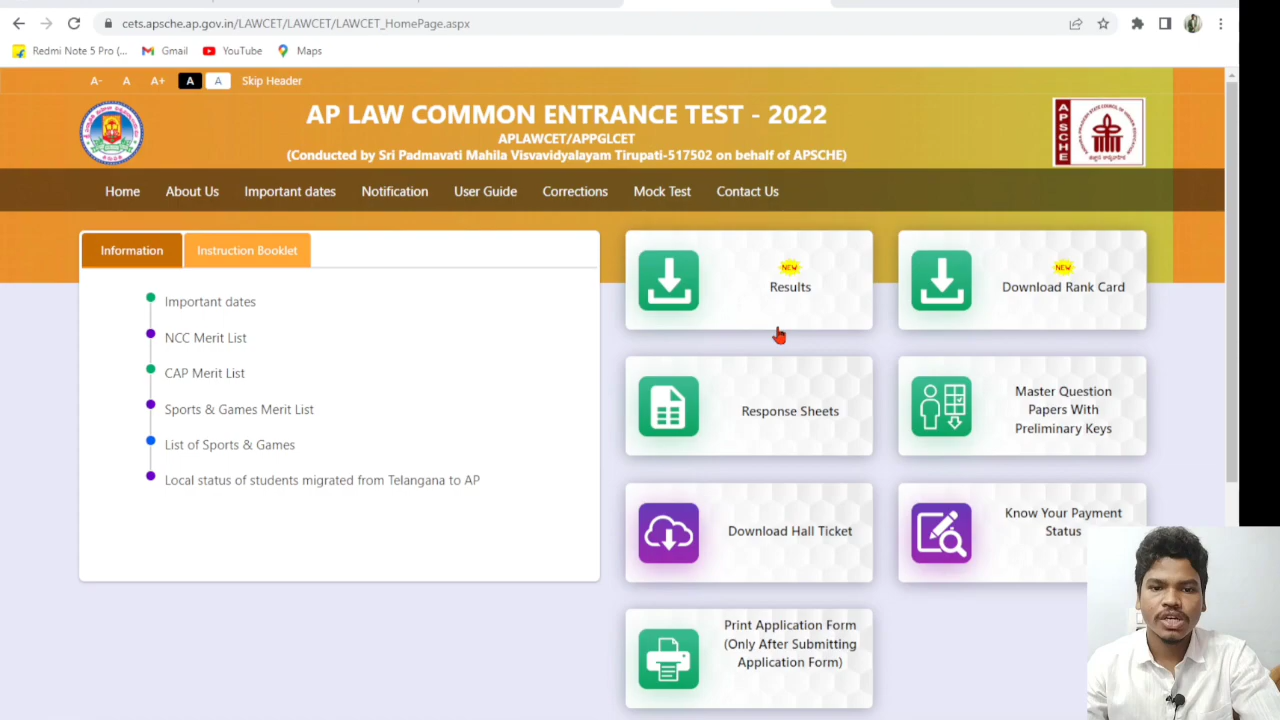 cets.apsche.ap.gov.in/LAWCET/LAWCET/LAWCET_HomePage.aspx
Redmi Note 5 Pro (... Gmail YouTube Maps
A- A A+ A A Skip Header
AP LAW COMMON ENTRANCE TEST - 2022
APLAWCET/APPGLCET
(Conducted by Sri Padmavati Mahila Visvavidyalayam Tirupati-517502 on behalf of APSCHE)
APSCHE
Home About Us Important dates Notification User Guide Corrections Mock Test Contact Us
Information Instruction Booklet
Important dates
NCC Merit List
CAP Merit List
Sports & Games Merit List
List of Sports & Games
Local status of students migrated from Telangana to AP
NEW
Results
NEW
Download Rank Card
Response Sheets
Master Question
Papers With
Preliminary Keys
Download Hall Ticket
Know Your Payment
Status
Print Application Form
(Only After Submitting
Application Form)